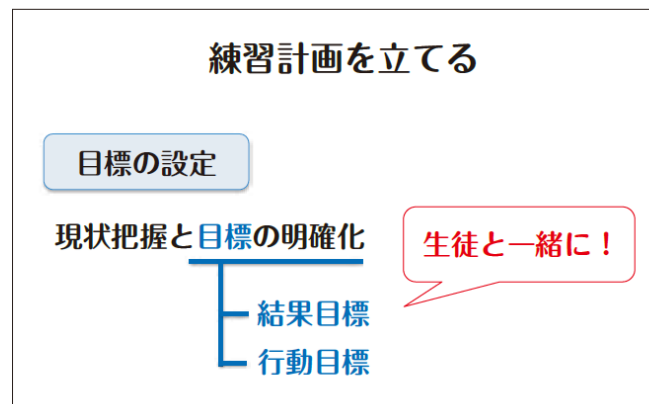 練習計画を立てる
目標の設定
現状把握と目標の明確化
生徒と一緒に！
結果目標
行動目標